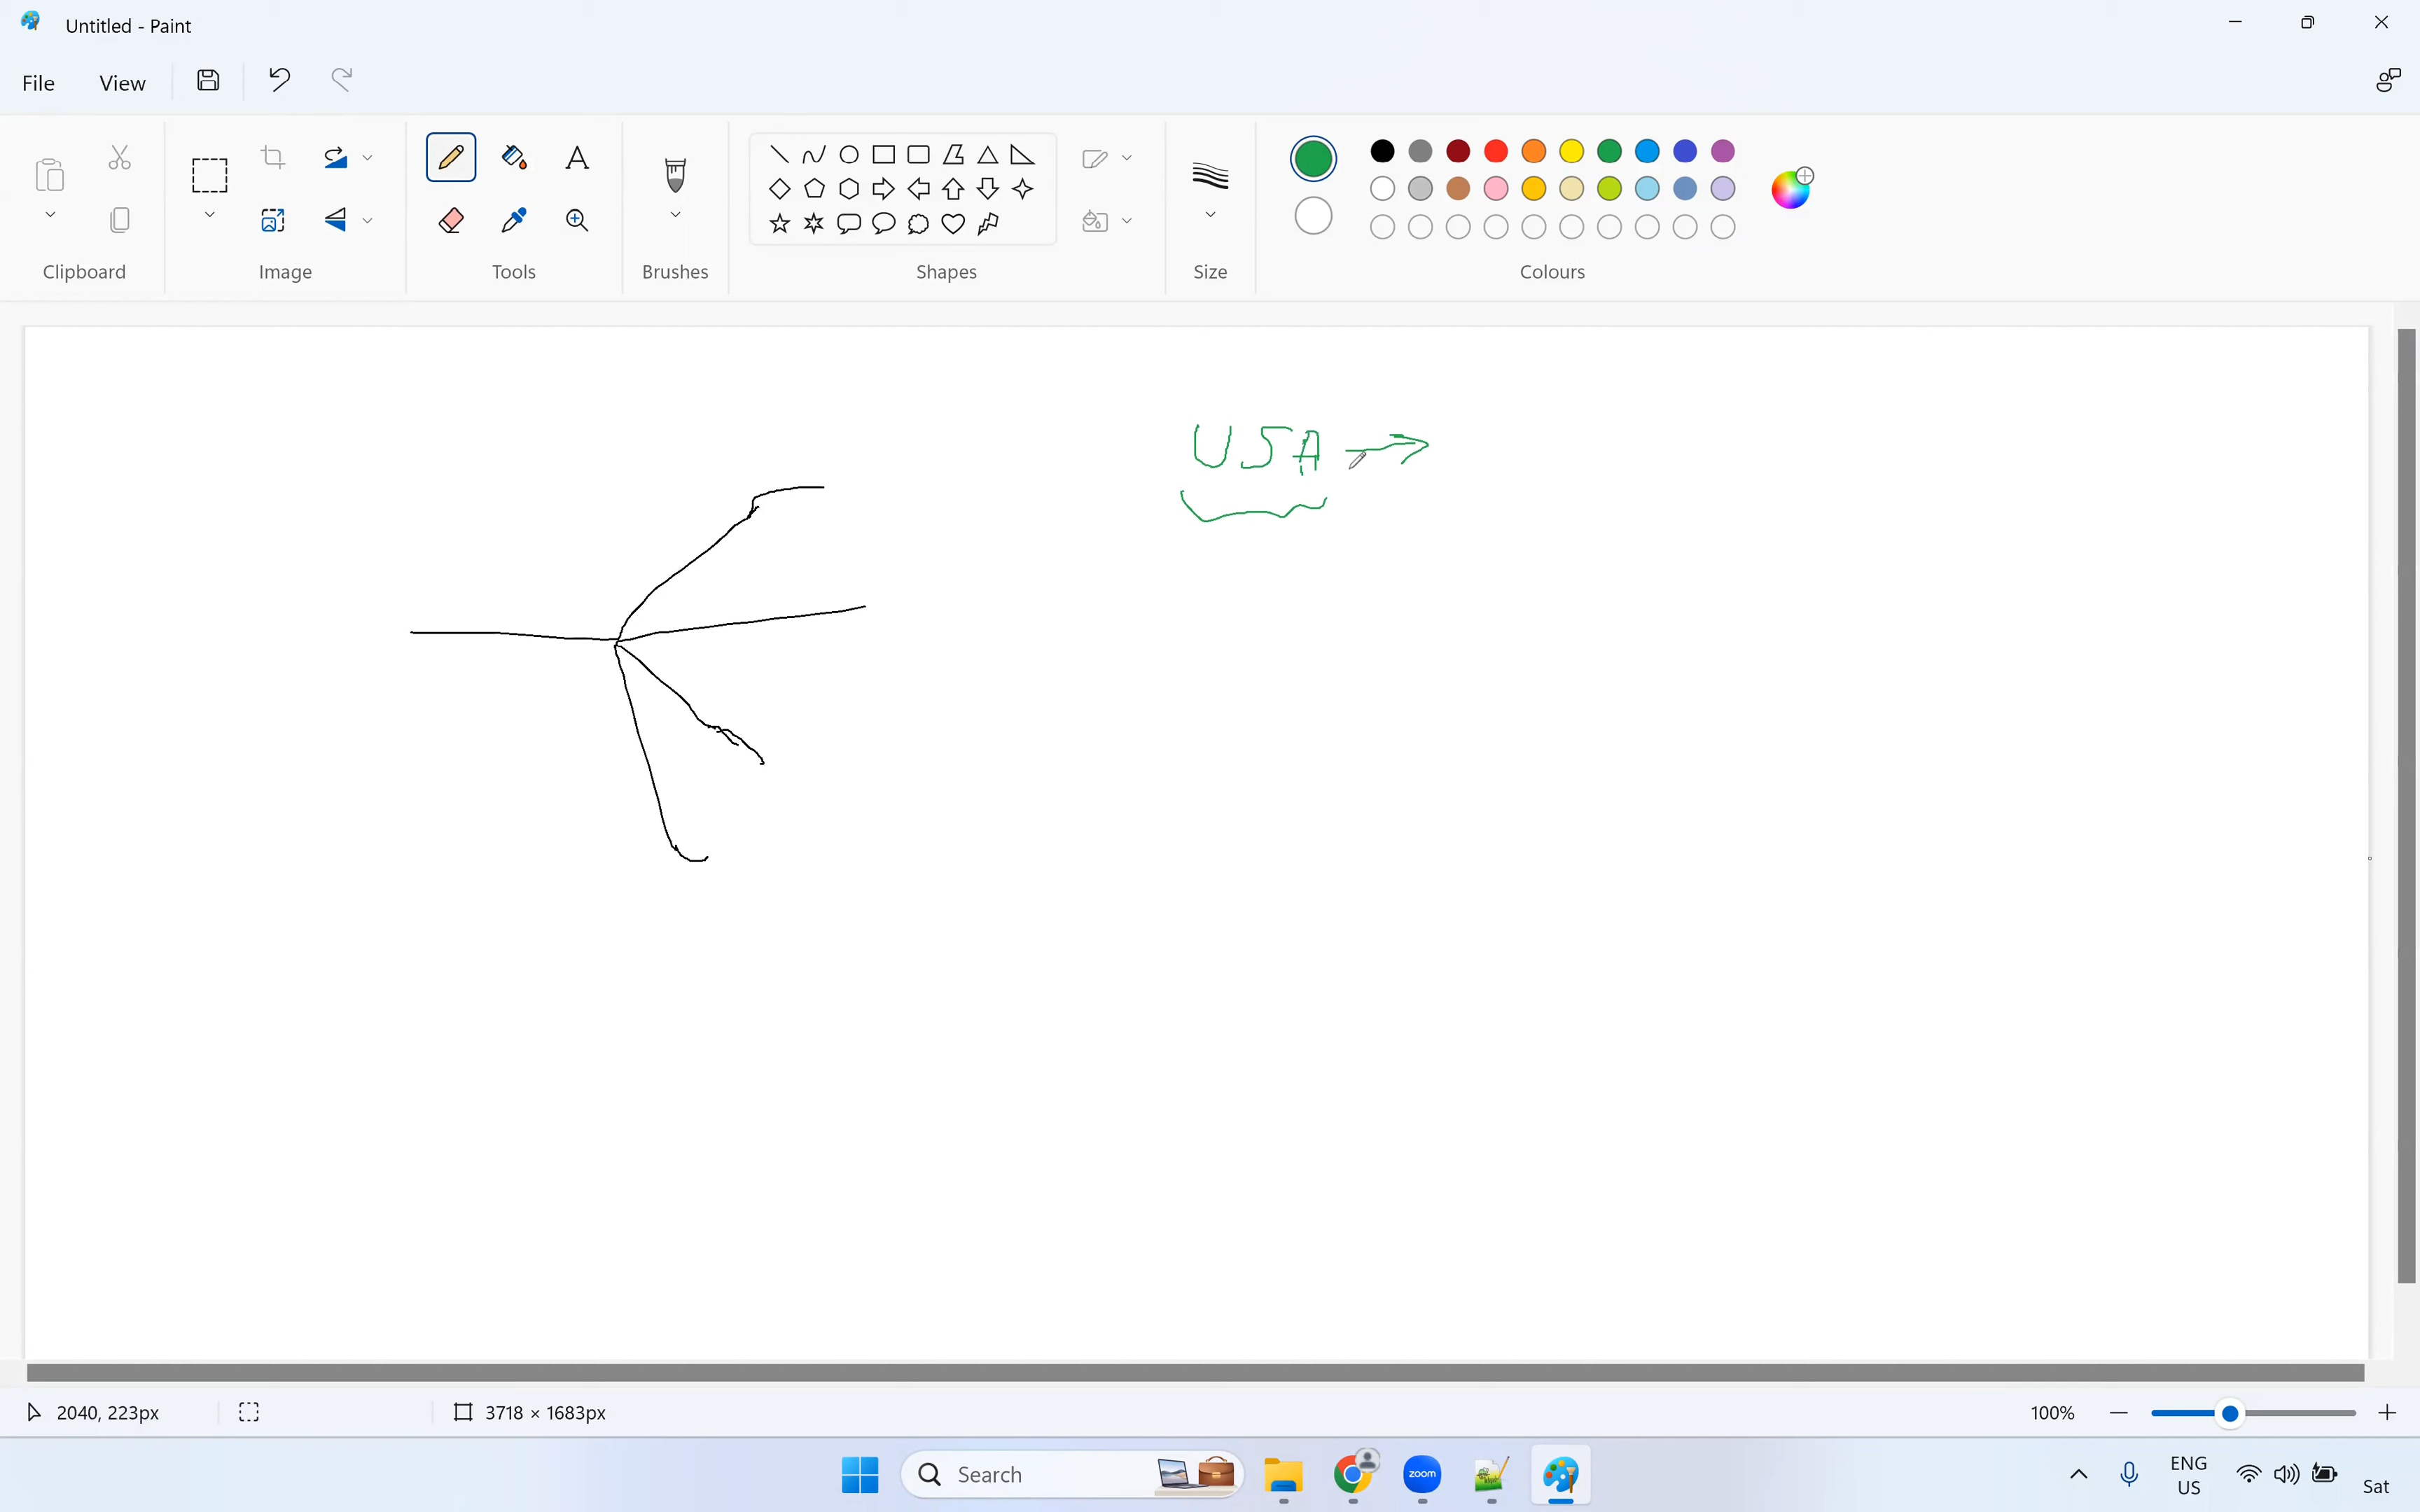 Untitled - Paint
File View
Clipboard Image Tools Brushes Shapes Size Colours
USA
2040, 223px 3718 × 1683px 100%
Search zoom ENG
US Sat